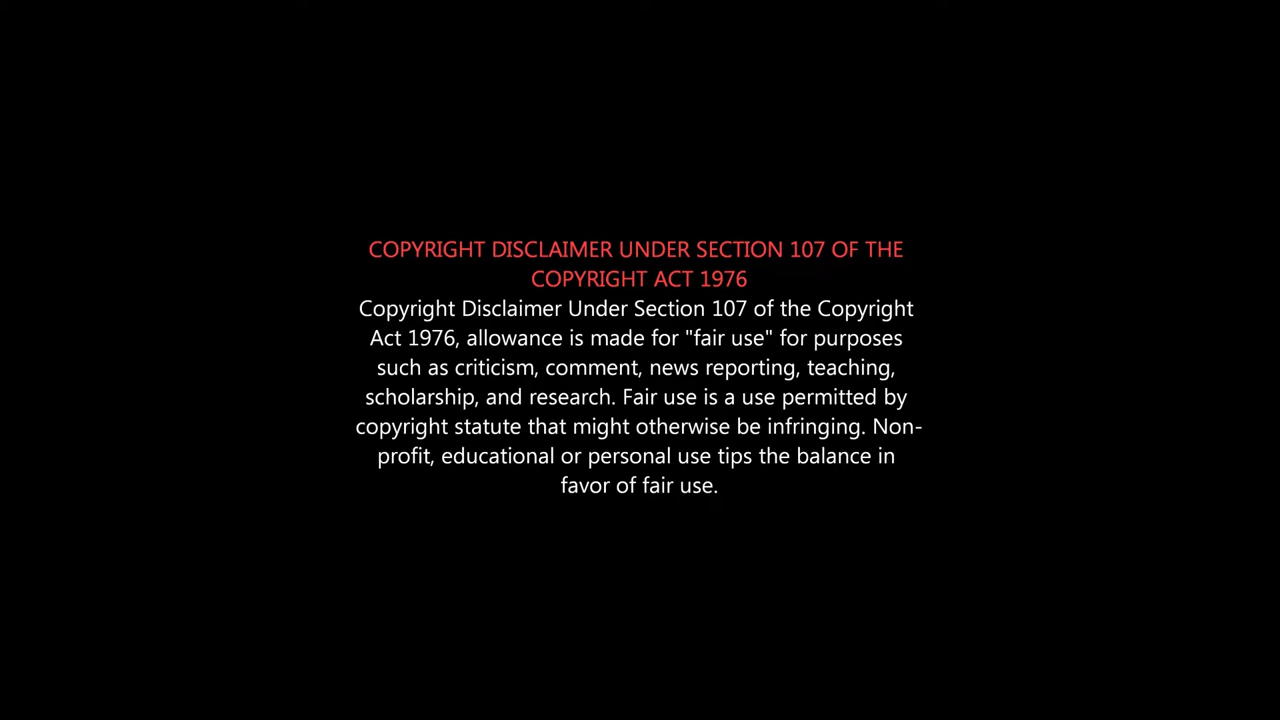 COPYRIGHT DISCLAIMER UNDER SECTION 107 OF THE
COPYRIGHT ACT 1976
Copyright Disclaimer Under Section 107 of the Copyright
Act 1976, allowance is made for "fair use" for purposes
such as criticism, comment, news reporting, teaching,
scholarship, and research. Fair use is a use permitted by
copyright statute that might otherwise be infringing. Non-
profit, educational or personal use tips the balance in
favor of fair use.